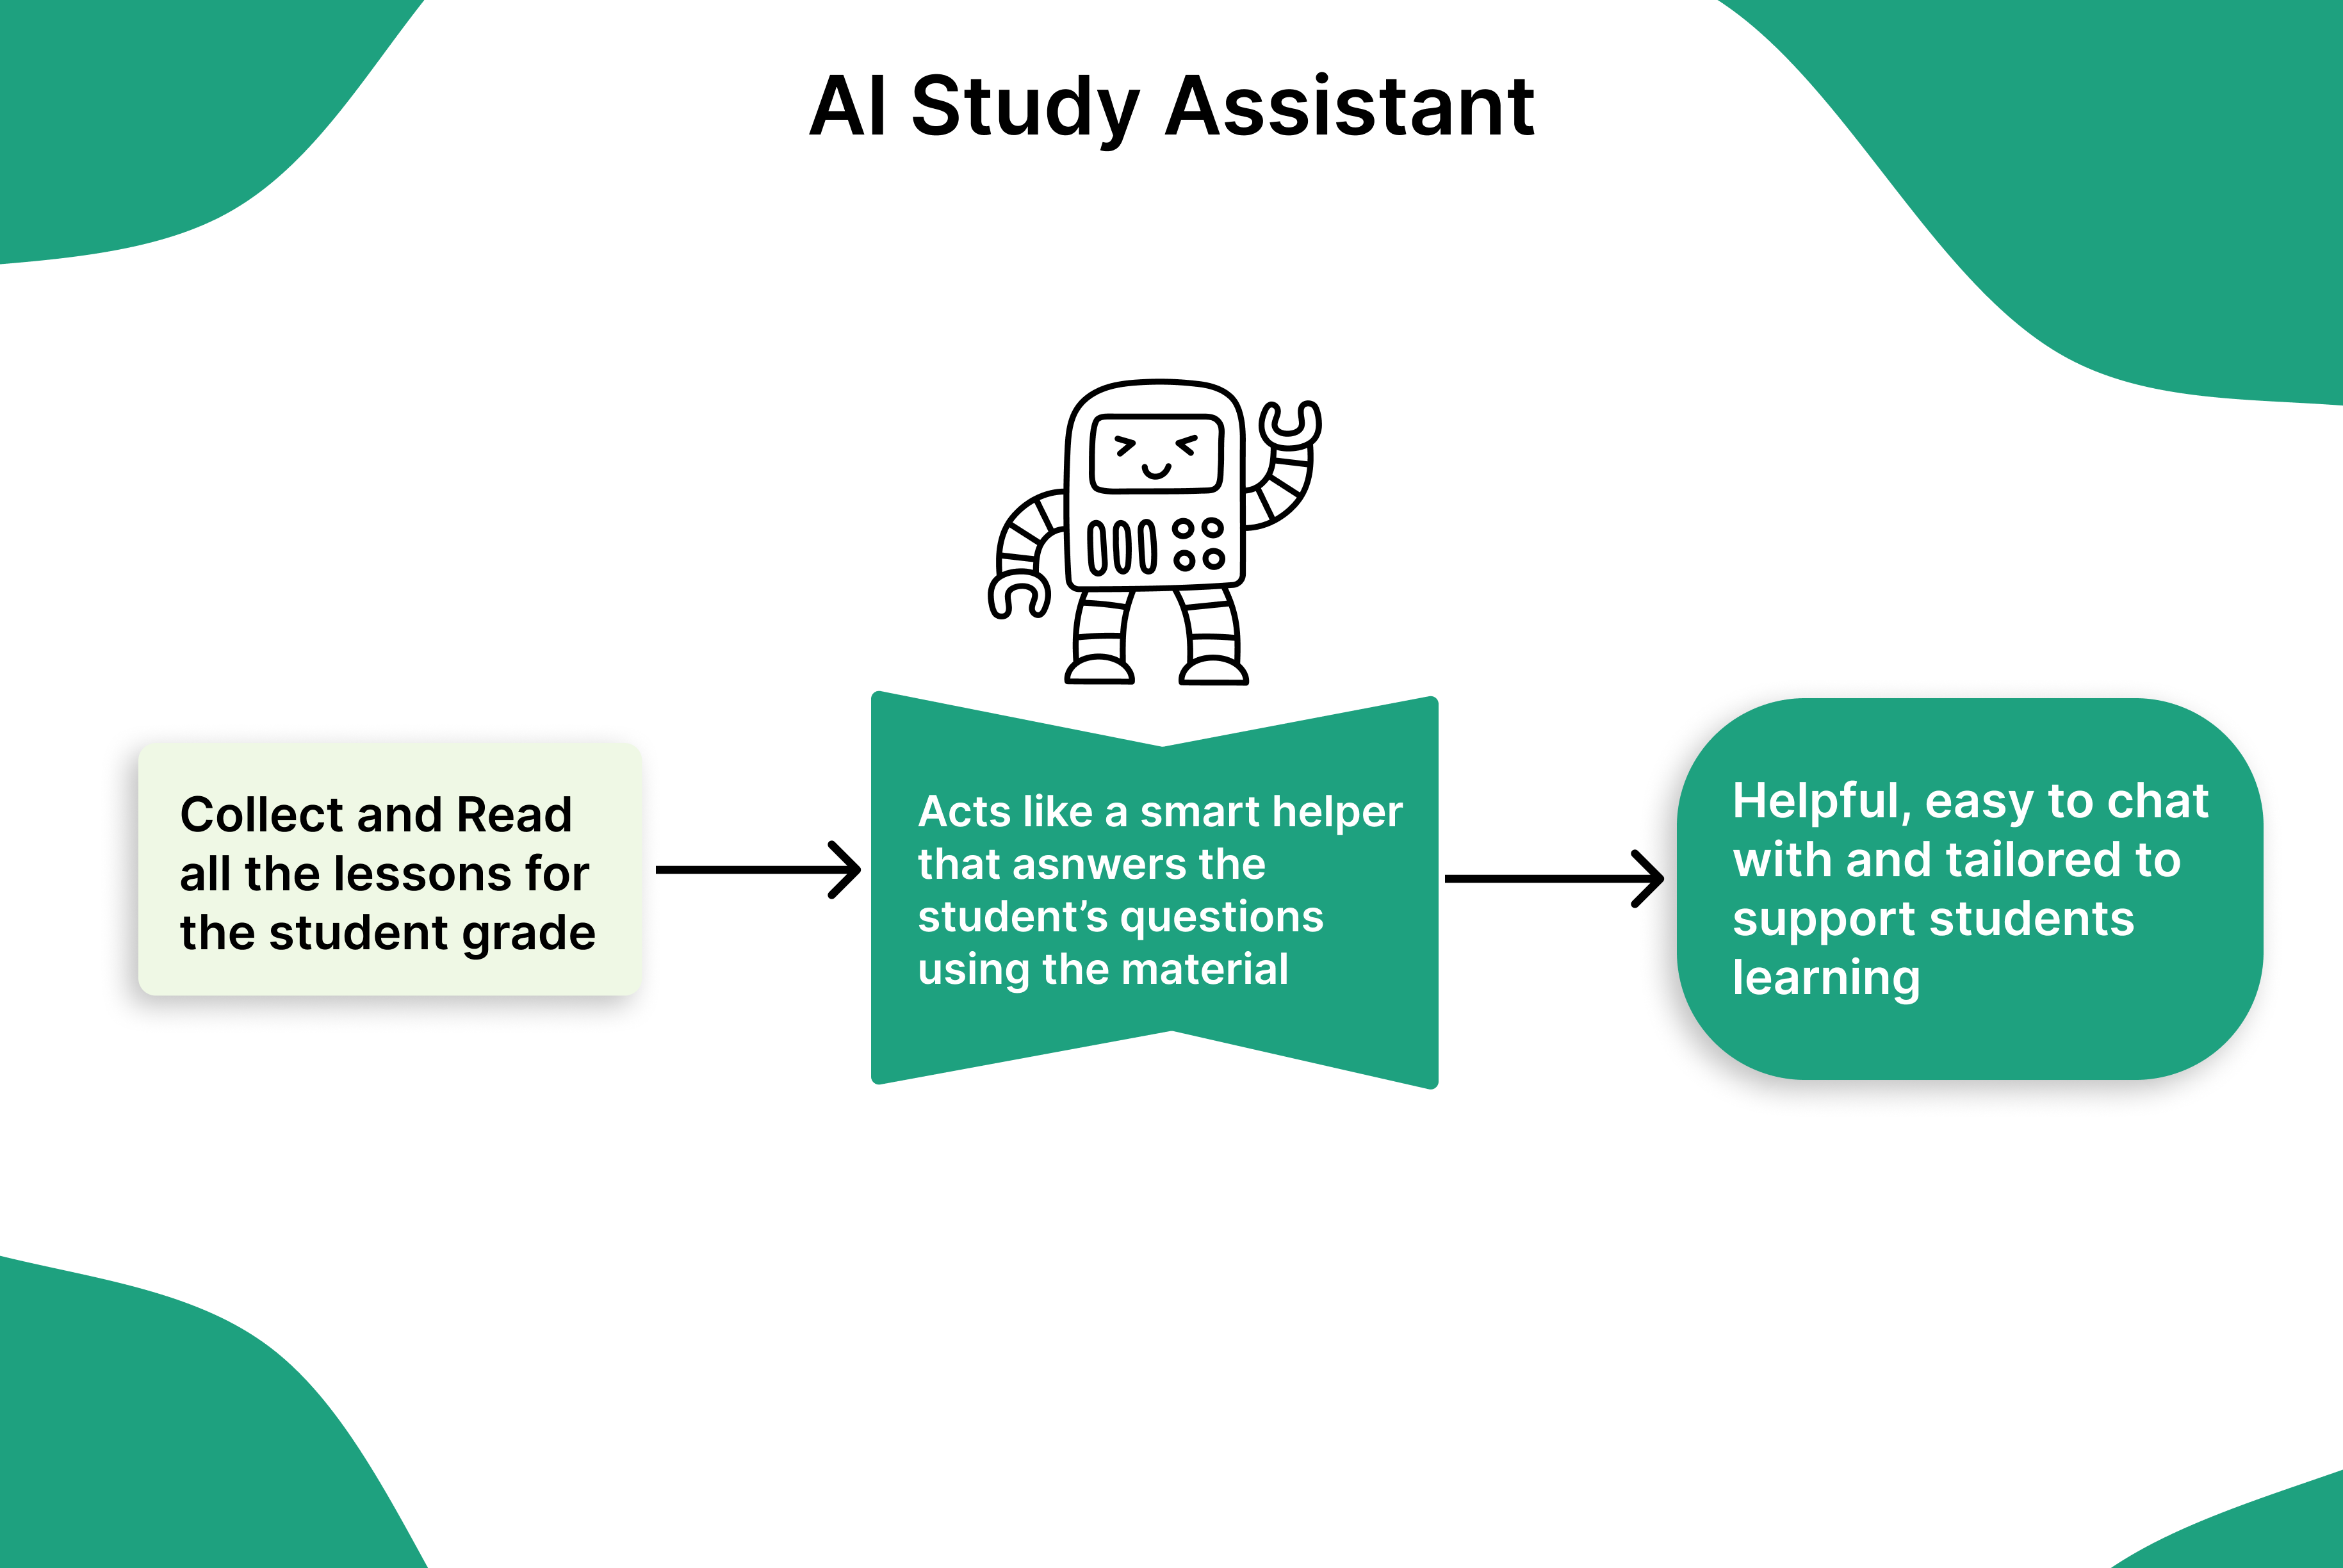 AI Study Assistant
Collect and Read
all the lessons for
the student grade
Acts like a smart helper
that asnwers the
student’s questions
using the material
Helpful, easy to chat
with and tailored to
support students
learning